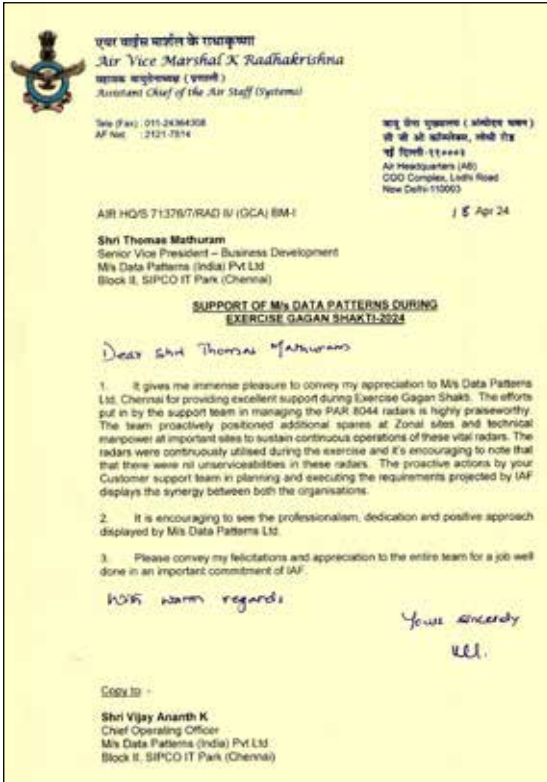 एयर वाईस मार्शल के राधाकृष्णा
Air Vice Marshal K Radhakrishna
सहायक वायुसेनाध्यक्ष ( प्रणाली )
Assistant Chief of the Air Staff (Systems)
Tele (Fax) : 011-24364308
AF Net : 2121-7514
वायु सेना मुख्यालय ( अंत्योदय भवन )
सी जी ओ कॉम्पलेक्स, लोधी रोड
नई दिल्ली-११०००३
Air Headquarters (AB)
CGO Complex, Lodhi Road
New Delhi-110003
AIR HQ/S 71376/7/RAD II/ (GCA) BM-I
18 Apr 24
Shri Thomas Mathuram
Senior Vice President – Business Development
M/s Data Patterns (India) Pvt Ltd
Block II, SIPCO IT Park (Chennai)
SUPPORT OF M/s DATA PATTERNS DURING
EXERCISE GAGAN SHAKTI-2024
Dear Shri Thomas Mathuram
1. It gives me immense pleasure to convey my appreciation to M/s Data Patterns
Ltd, Chennai for providing excellent support during Exercise Gagan Shakti. The efforts
put in by the support team in managing the PAR 8044 radars is highly praiseworthy.
The team proactively positioned additional spares at Zonal sites and technical
manpower at important sites to sustain continuous operations of these vital radars. The
radars were continuously utilised during the exercise and it's encouraging to note that
that there were nil unserviceabilities in these radars. The proactive actions by your
Customer support team in planning and executing the requirements projected by IAF
displays the synergy between both the organisations.
2. It is encouraging to see the professionalism, dedication and positive approach
displayed by M/s Data Patterns Ltd.
3. Please convey my felicitations and appreciation to the entire team for a job well
done in an important commitment of IAF.
With warm regards
Yours sincerely
Copy to :-
Shri Vijay Ananth K
Chief Operating Officer
M/s Data Patterns (India) Pvt Ltd
Block II, SIPCO IT Park (Chennai)